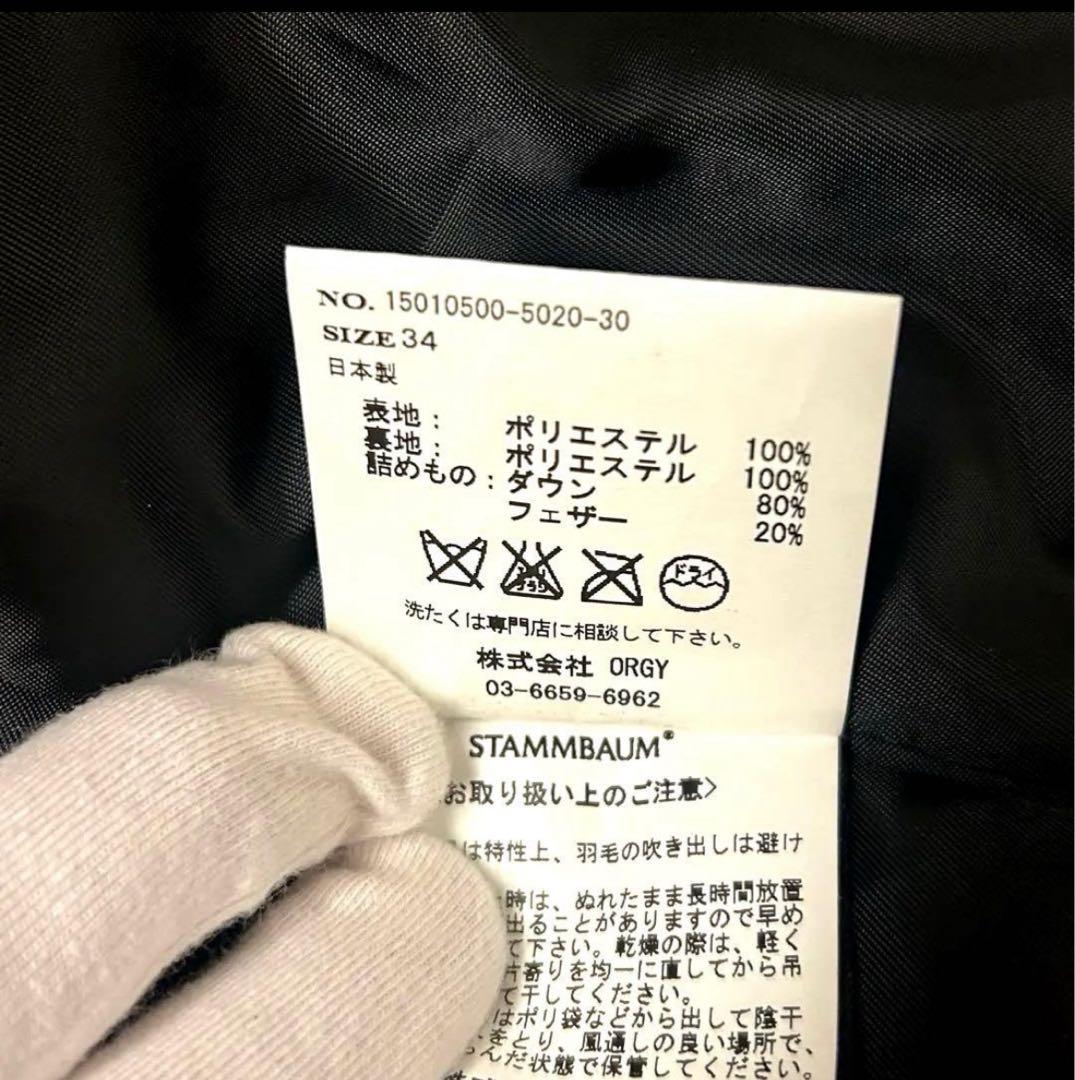 NO. 15010500-5020-30
SIZE 34
日本製
表地： ポリエステル 100%
裏地： ポリエステル 100%
詰めもの：ダウン 80%
フェザー 20%
ドライ
洗たくは専門店に相談して下さい。
株式会社 ORGY
03-6659-6962
STAMMBAUM®
お取り扱い上のご注意>
は特性上、羽毛の吹き出しは避け
時は、ぬれたまま長時間放置
出ることがありますので早め
て下さい。乾燥の際は、軽く
片寄りを均一に直してから吊
て干してください。
はポリ袋などから出して陰干
をとり、風通しの良い場所で、
んだ状態で保管してください。